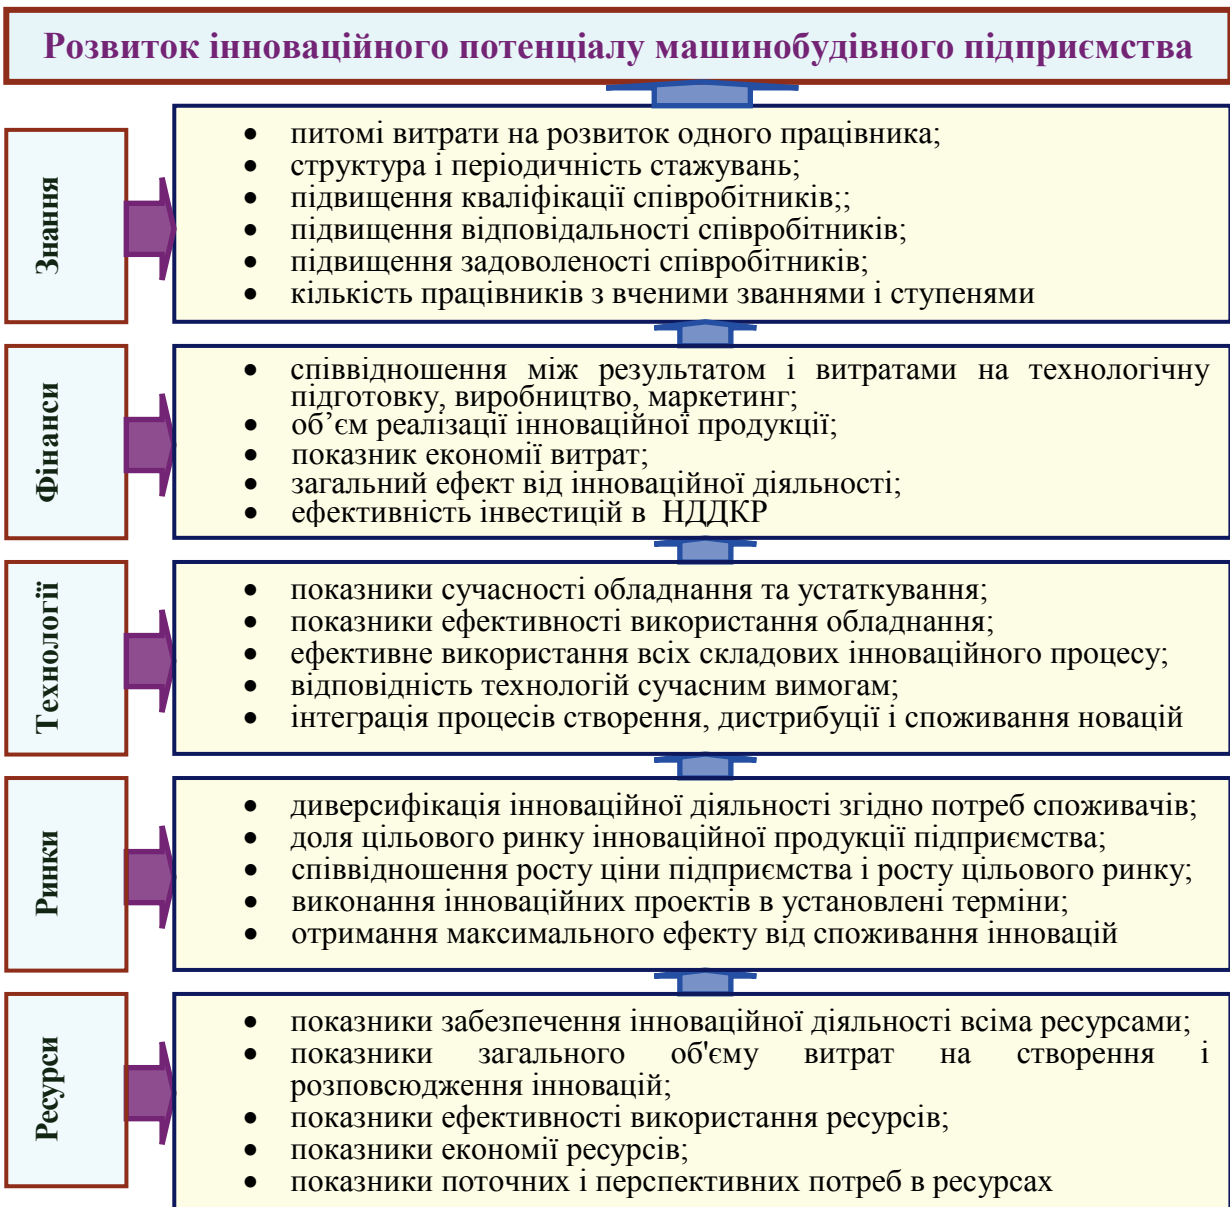 Розвиток інноваційного потенціалу машинобудівного підприємства
Знання
• питомі витрати на розвиток одного працівника;
• структура і періодичність стажувань;
• підвищення кваліфікації співробітників;;
• підвищення відповідальності співробітників;
• підвищення задоволеності співробітників;
• кількість працівників з вченими званнями і ступенями
Фінанси
• співвідношення між результатом і витратами на технологічну
підготовку, виробництво, маркетинг;
• об’єм реалізації інноваційної продукції;
• показник економії витрат;
• загальний ефект від інноваційної діяльності;
• ефективність інвестицій в НДДКР
Технології
• показники сучасності обладнання та устаткування;
• показники ефективності використання обладнання;
• ефективне використання всіх складових інноваційного процесу;
• відповідність технологій сучасним вимогам;
• інтеграція процесів створення, дистрибуції і споживання новацій
Ринки
• диверсифікація інноваційної діяльності згідно потреб споживачів;
• доля цільового ринку інноваційної продукції підприємства;
• співвідношення росту ціни підприємства і росту цільового ринку;
• виконання інноваційних проектів в установлені терміни;
• отримання максимального ефекту від споживання інновацій
Ресурси
• показники забезпечення інноваційної діяльності всіма ресурсами;
• показники загального об'єму витрат на створення і
розповсюдження інновацій;
• показники ефективності використання ресурсів;
• показники економії ресурсів;
• показники поточних і перспективних потреб в ресурсах